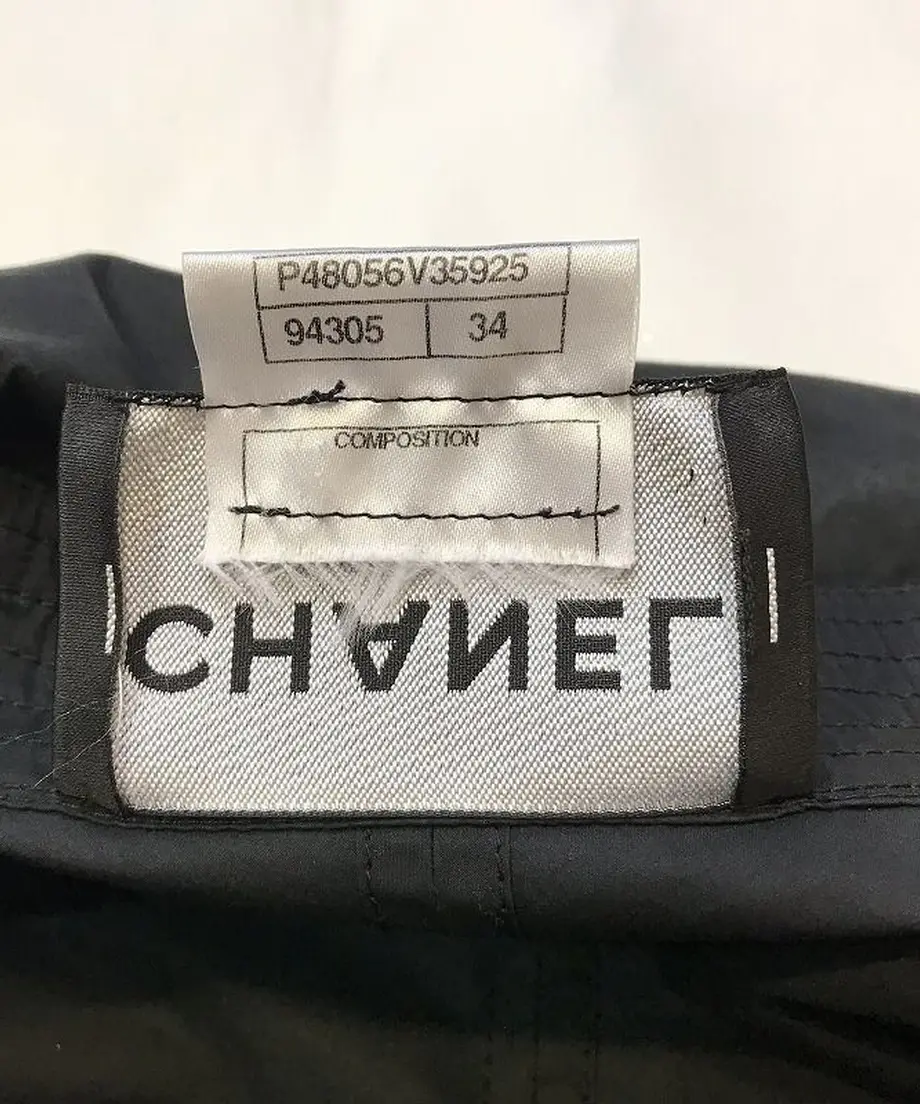 P48056V35925
94305 34
COMPOSITION
CHANEL